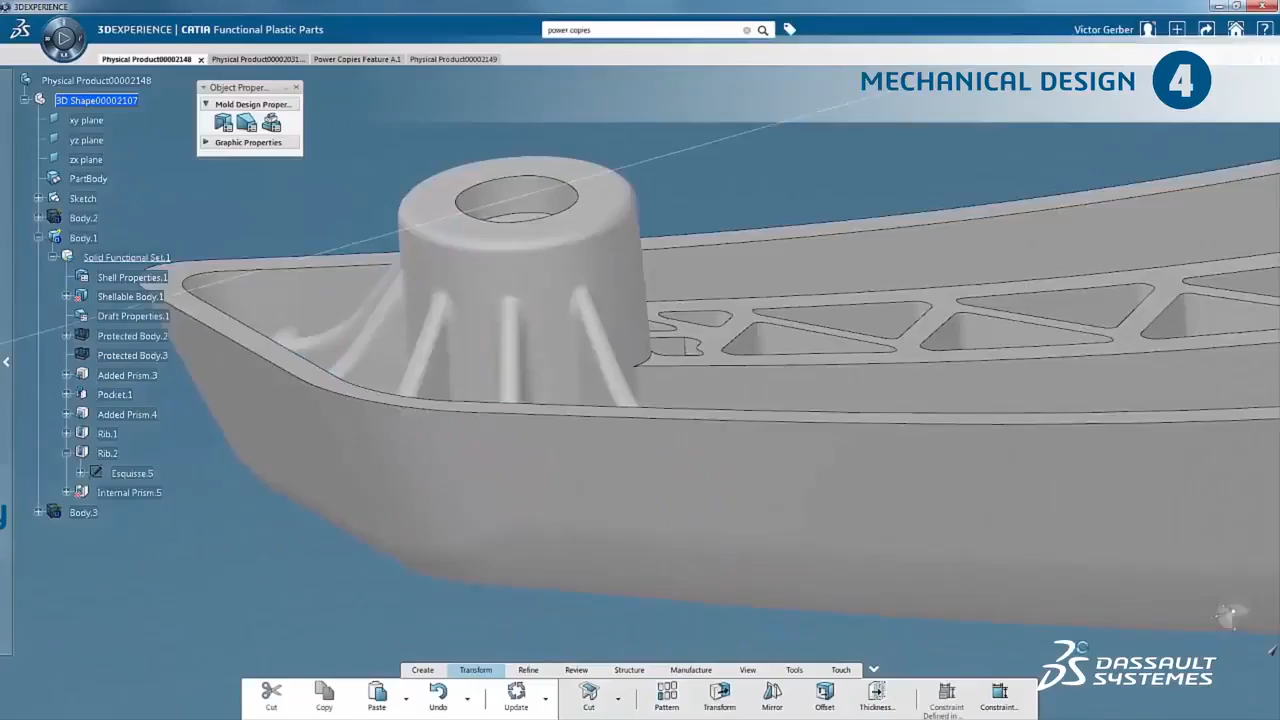 3DEXPERIENCE
3DEXPERIENCE | CATIA Functional Plastic Parts
power copies
Victor Gerber
Physical Product00002148
Physical Product00002031...
Power Copies Feature A.1
Physical Product00002149
MECHANICAL DESIGN 4
Physical Product00002148
3D Shape00002107
xy plane
yz plane
zx plane
PartBody
Sketch
Body.2
Body.1
Solid Functional Set.1
Shell Properties.1
Shellable Body.1
Draft Properties.1
Protected Body.2
Protected Body.3
Added Prism.3
Pocket.1
Added Prism.4
Rib.1
Rib.2
Esquisse.5
Internal Prism.5
Body.3
Object Proper...
Mold Design Proper...
Graphic Properties
Create Transform Refine Review Structure Manufacture View Tools Touch
Cut Copy Paste Undo Update Cut Pattern Transform Mirror Offset Thickness... Constraint Defined in ... Constraint...
DASSAULT
SYSTEMES